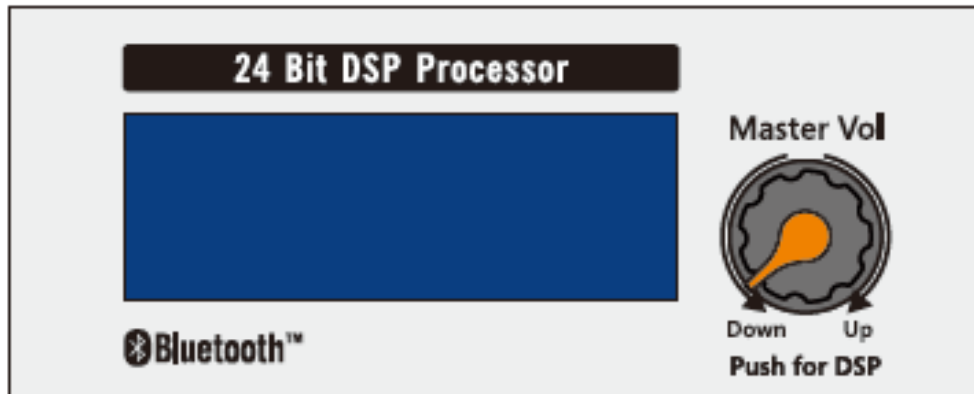 24 Bit DSP Processor
Master Vol
Down Up
Bluetooth™
Push for DSP